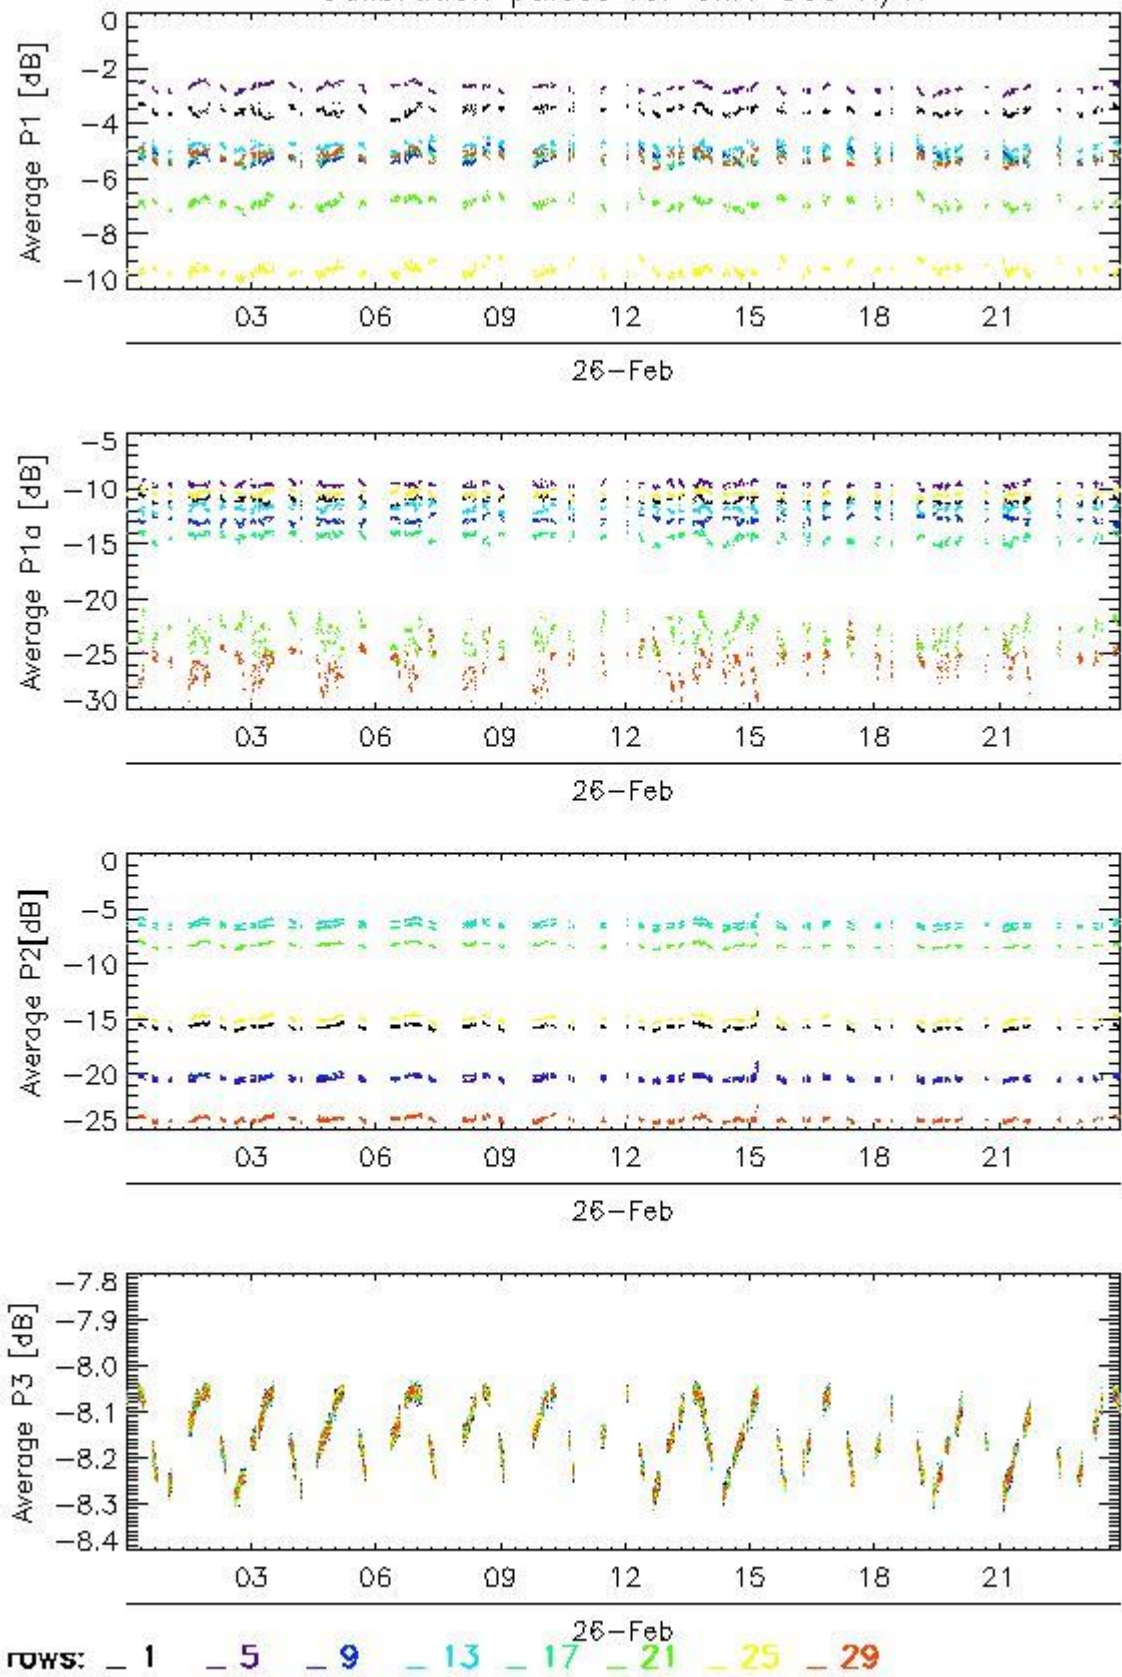 0
-2
-4
-6
-8
-10
Average P1 [dB]
03 06 09 12 15 18 21
26-Feb
-5
-10
-15
-20
-25
-30
Average P1a [dB]
03 06 09 12 15 18 21
26-Feb
0
-5
-10
-15
-20
-25
Average P2[dB]
03 06 09 12 15 18 21
26-Feb
-7.8
-7.9
-8.0
-8.1
-8.2
-8.3
-8.4
Average P3 [dB]
03 06 09 12 15 18 21
26-Feb
rows: _ 1 _ 5 _ 9 _ 13 _ 17 _ 21 _ 25 _ 29